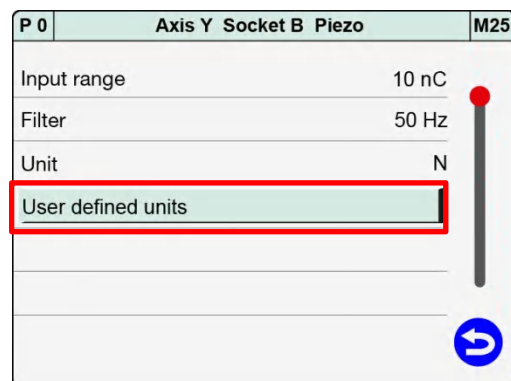 P 0 Axis Y Socket B Piezo M25
Input range 10 nC
Filter 50 Hz
Unit N
User defined units